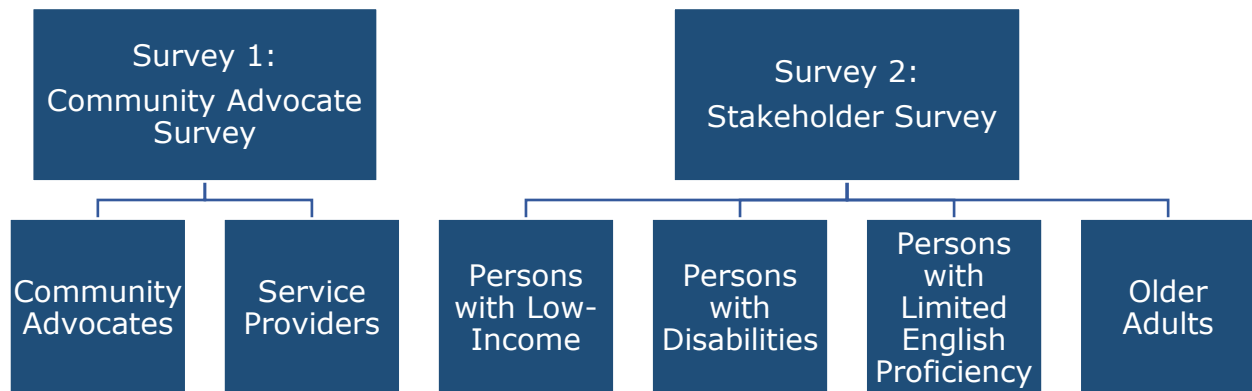 Survey 1:
Community Advocate
Survey
Survey 2:
Stakeholder Survey
Community
Advocates
Service
Providers
Persons
with Low-
Income
Persons
with
Disabilities
Persons
with
Limited
English
Proficiency
Older
Adults